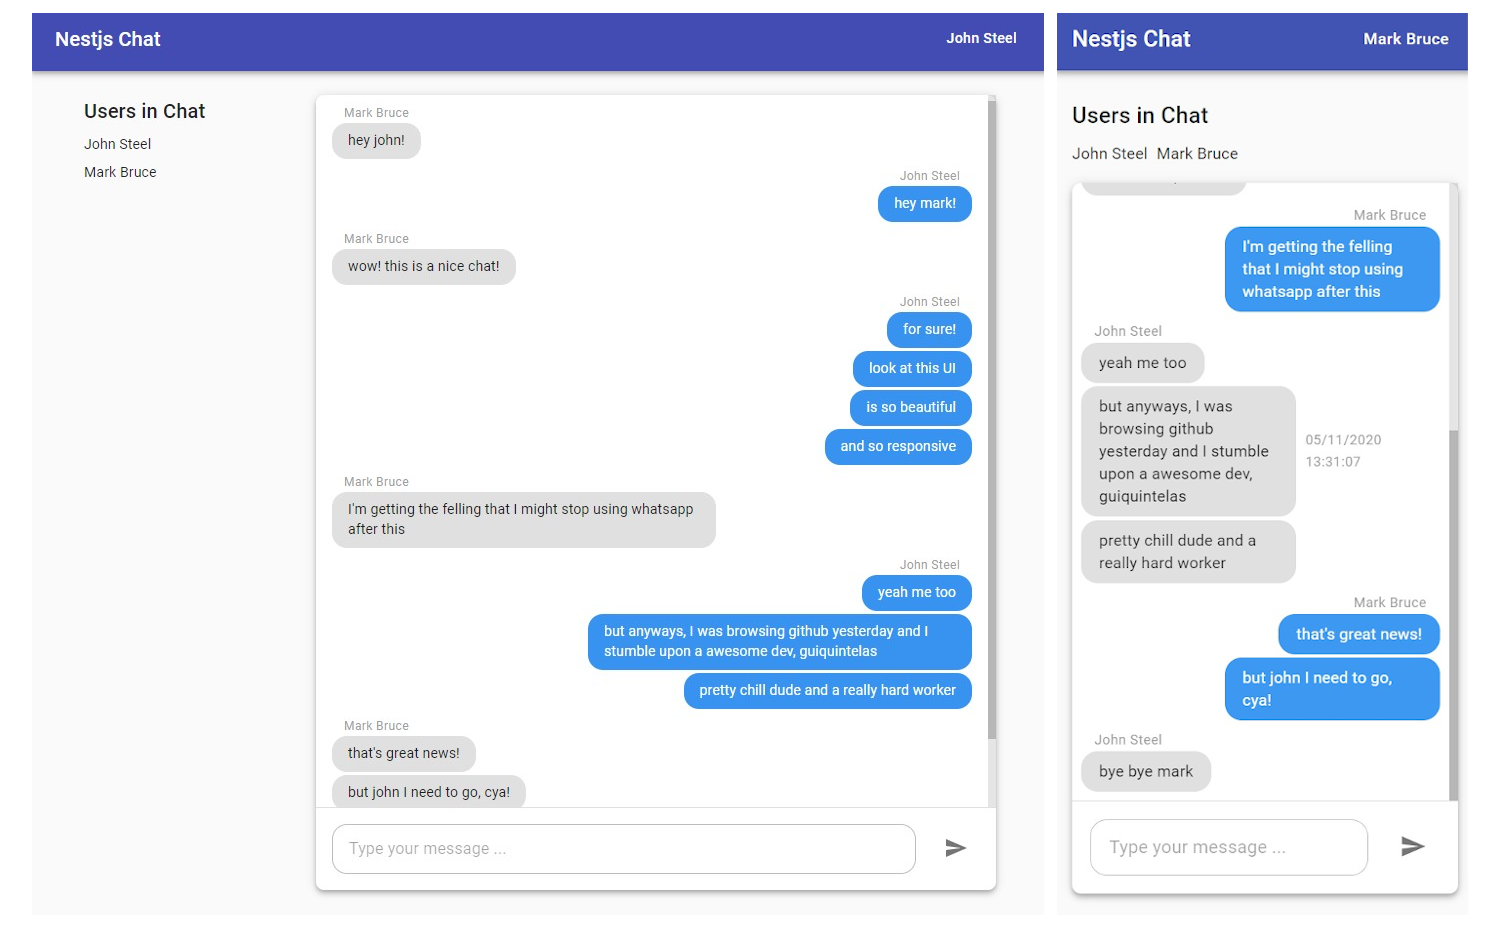 Nestjs Chat
John Steel
Users in Chat
John Steel
Mark Bruce
Mark Bruce
hey john!
John Steel
hey mark!
Mark Bruce
wow! this is a nice chat!
John Steel
for sure!
look at this UI
is so beautiful
and so responsive
Mark Bruce
I'm getting the felling that I might stop using whatsapp
after this
John Steel
yeah me too
but anyways, I was browsing github yesterday and I
stumble upon a awesome dev, guiquintelas
pretty chill dude and a really hard worker
Mark Bruce
that's great news!
but john I need to go, cya!
Type your message ...
Nestjs Chat
Mark Bruce
Users in Chat
John Steel Mark Bruce
Mark Bruce
I'm getting the felling
that I might stop using
whatsapp after this
John Steel
yeah me too
but anyways, I was
browsing github
yesterday and I stumble
upon a awesome dev,
guiquintelas
05/11/2020
13:31:07
pretty chill dude and a
really hard worker
Mark Bruce
that's great news!
but john I need to go,
cya!
John Steel
bye bye mark
Type your message ...